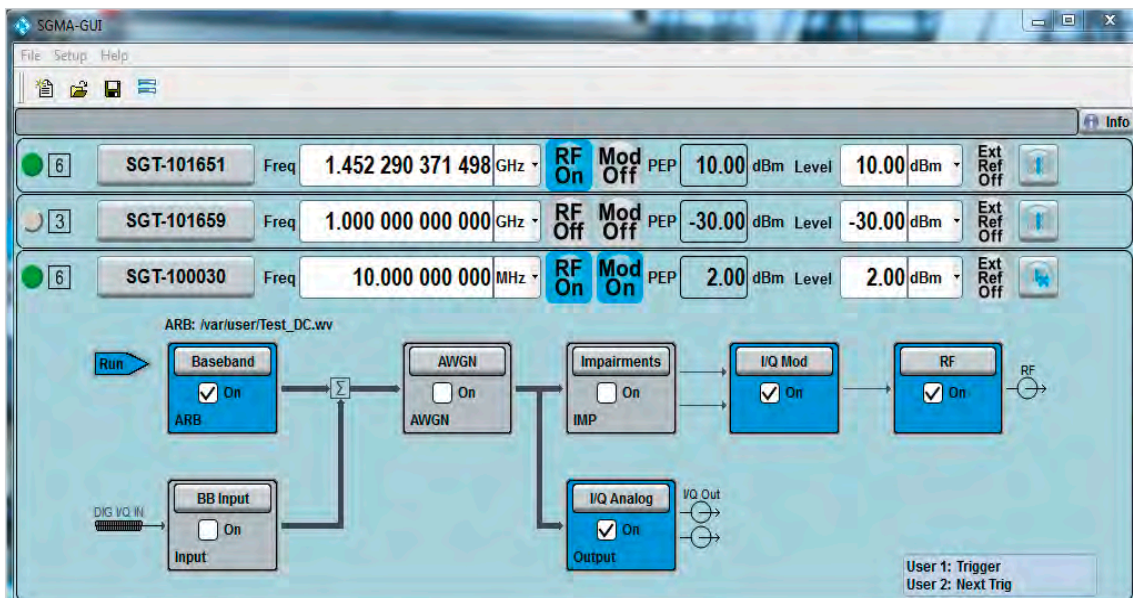 SGMA-GUI
File Setup Help
Info
6 SGT-101651 Freq 1.452 290 371 498 GHz RF On Mod Off PEP 10.00 dBm Level 10.00 dBm Ext Ref Off
3 SGT-101659 Freq 1.000 000 000 000 GHz RF Off Mod Off PEP -30.00 dBm Level -30.00 dBm Ext Ref Off
6 SGT-100030 Freq 10.000 000 000 MHz RF On Mod On PEP 2.00 dBm Level 2.00 dBm Ext Ref Off
ARB: /var/user/Test_DC.wv
Run Baseband AWGN Impairments I/Q Mod RF RF
On Σ On On On On
ARB AWGN IMP
BB Input I/Q Analog I/Q Out
DIG I/Q IN On On
Input Output
User 1: Trigger
User 2: Next Trig